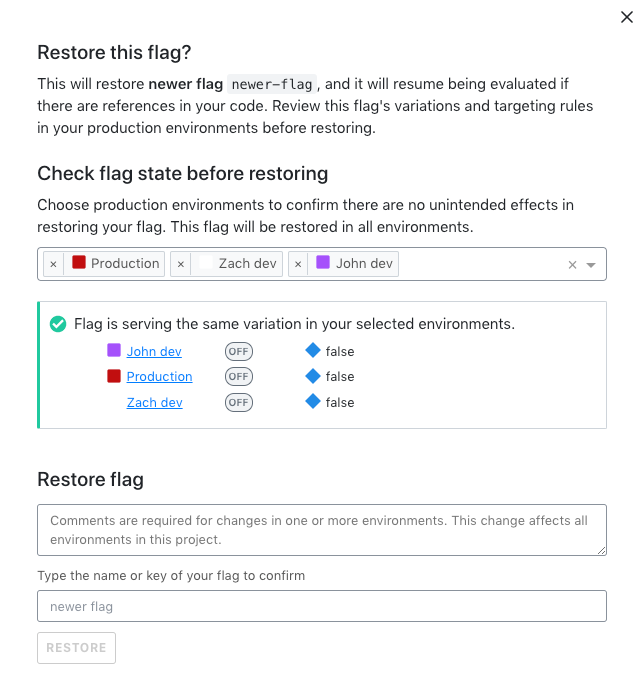 Restore this flag?
This will restore newer flag newer-flag, and it will resume being evaluated if
there are references in your code. Review this flag's variations and targeting rules
in your production environments before restoring.
Check flag state before restoring
Choose production environments to confirm there are no unintended effects in
restoring your flag. This flag will be restored in all environments.
× Production × Zach dev × John dev
Flag is serving the same variation in your selected environments.
John dev OFF false
Production OFF false
Zach dev OFF false
Restore flag
Comments are required for changes in one or more environments. This change affects all
environments in this project.
Type the name or key of your flag to confirm
newer flag
RESTORE